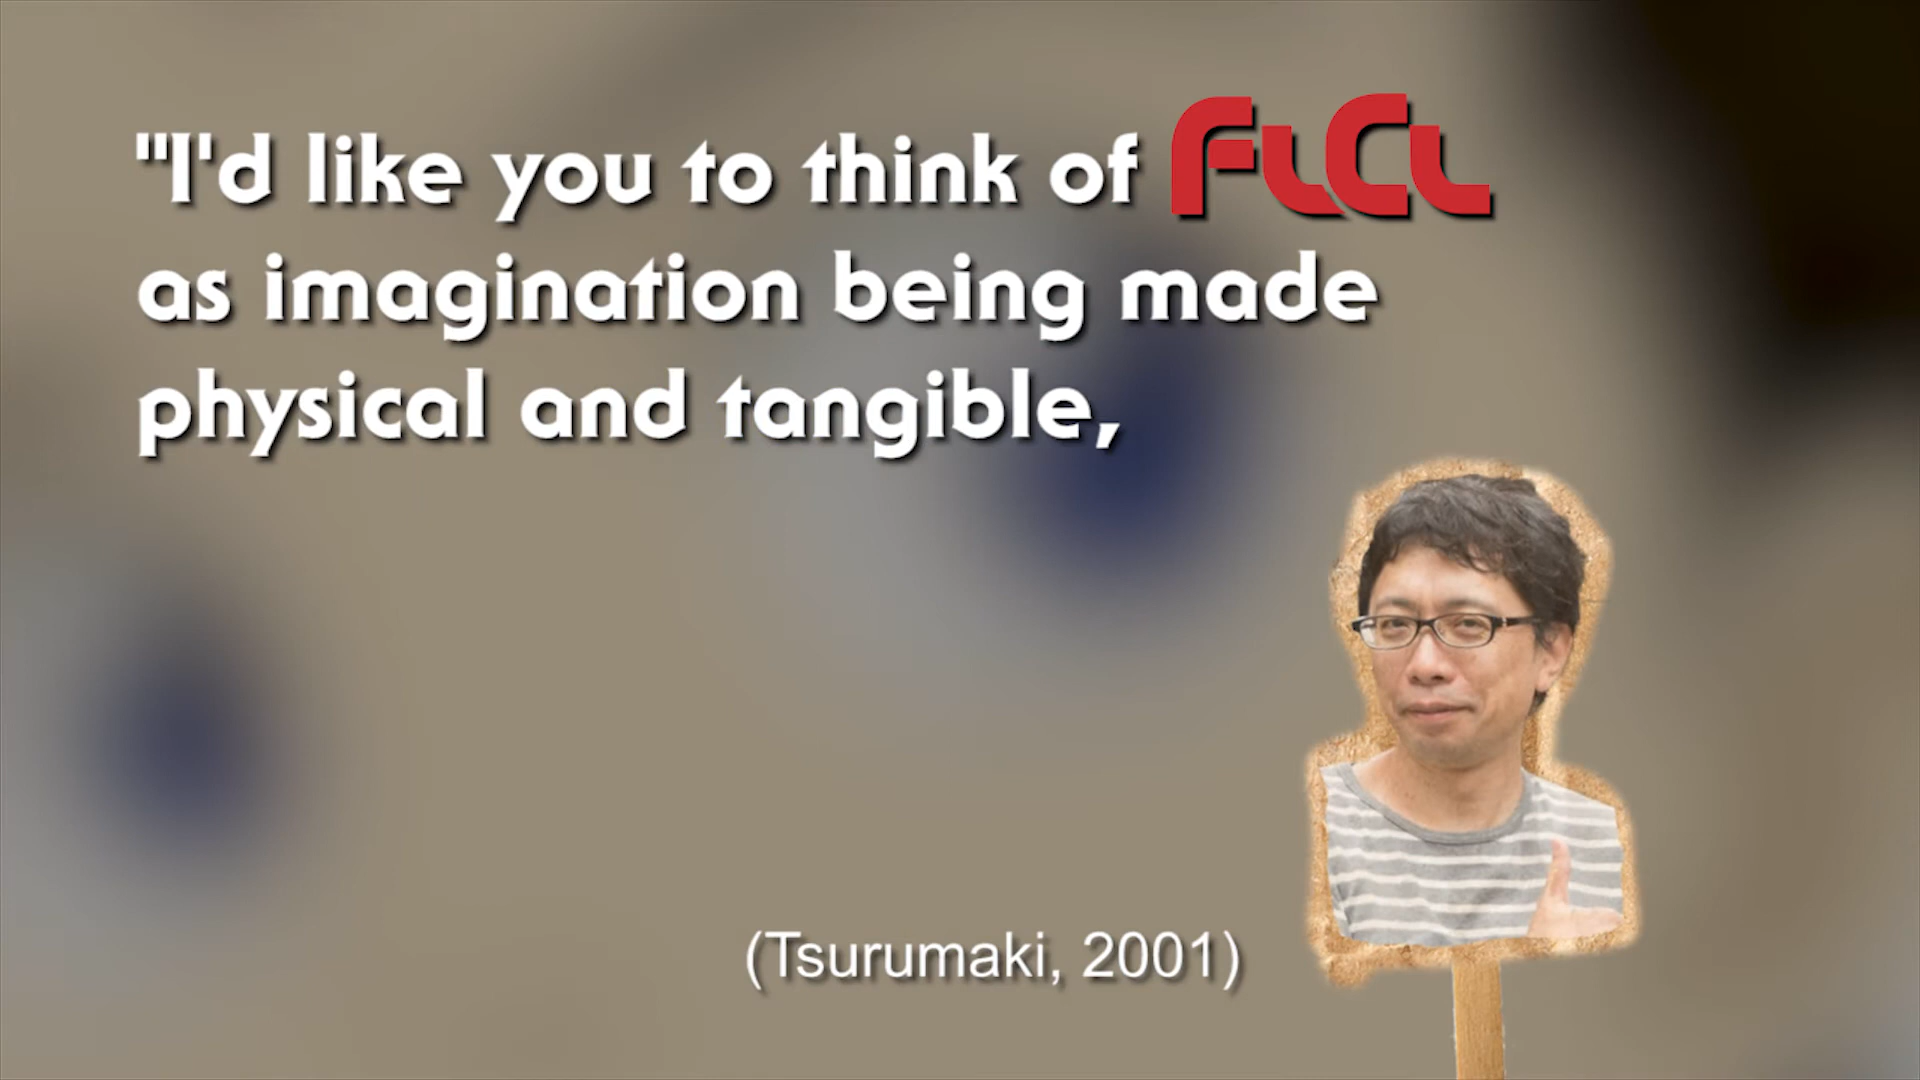 "I'd like you to think of FLCL
as imagination being made
physical and tangible,
(Tsurumaki, 2001)